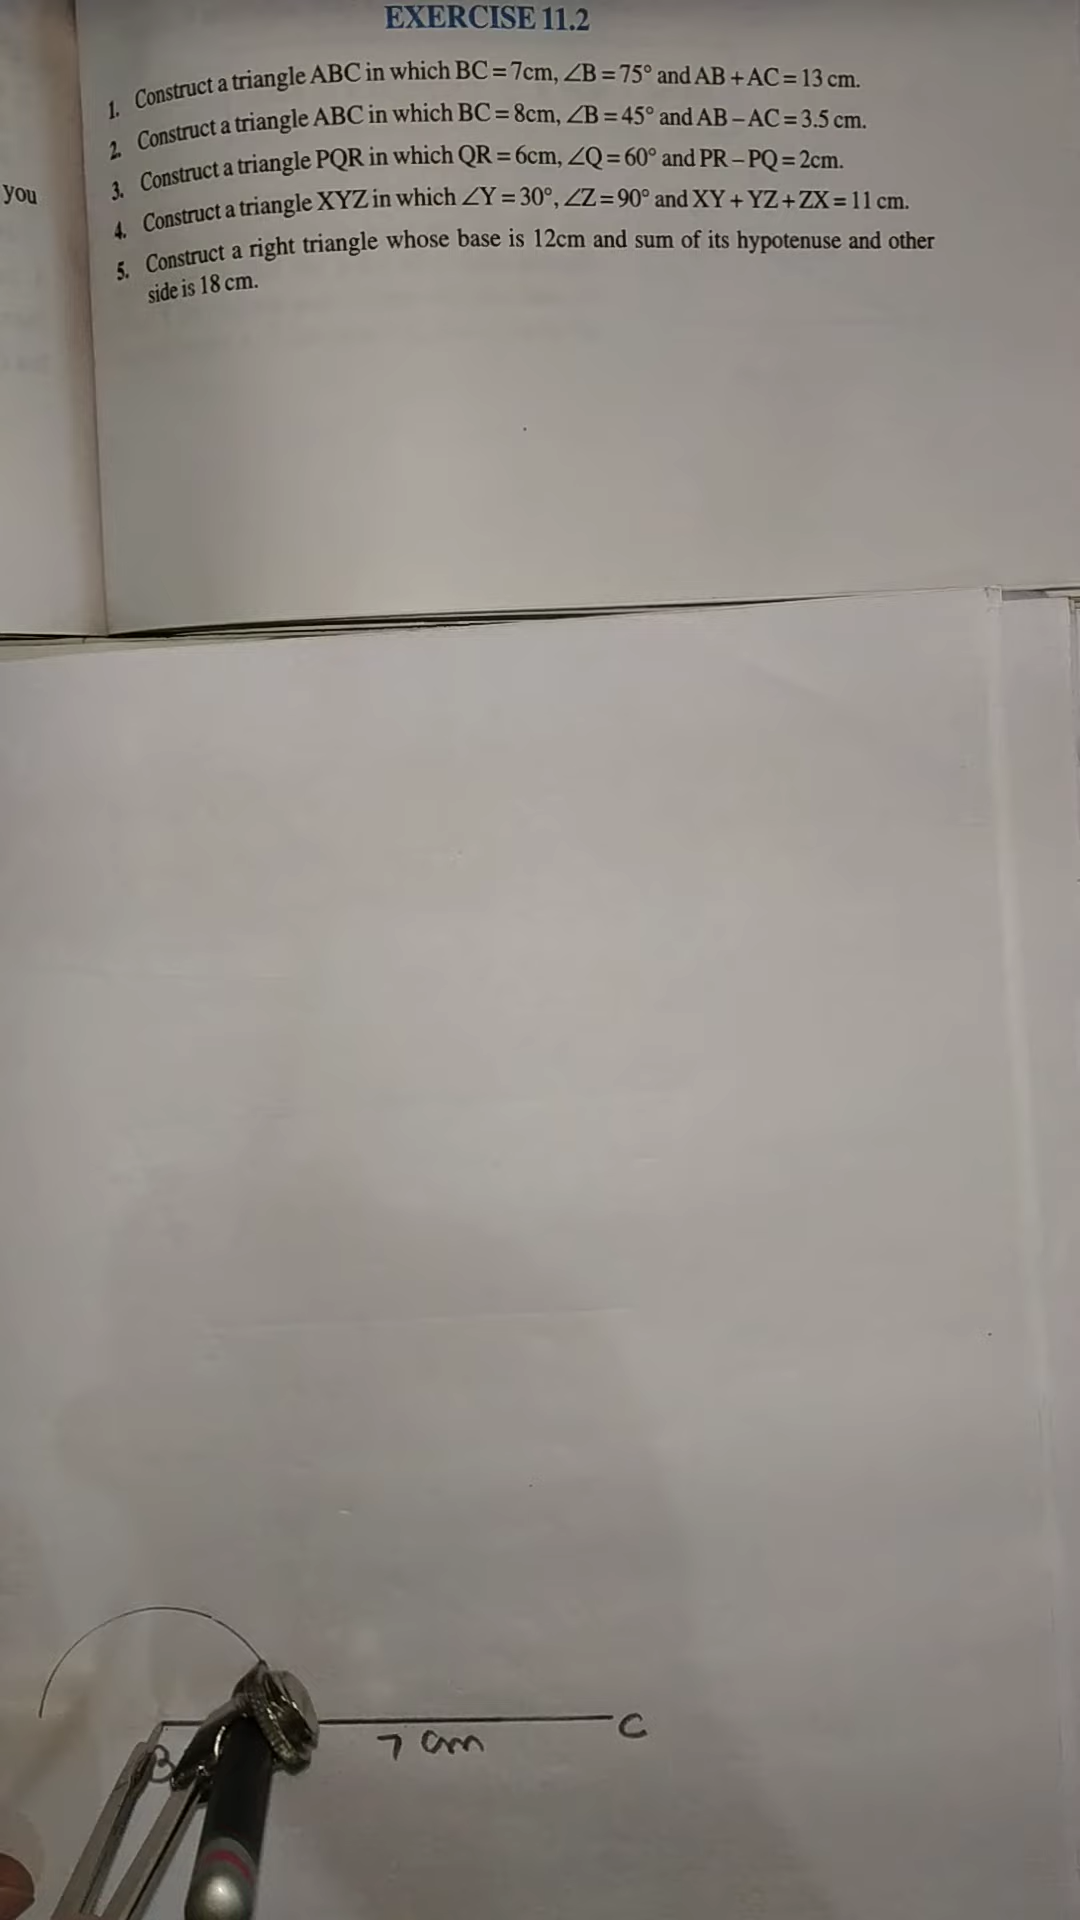 EXERCISE 11.2
1. Construct a triangle ABC in which BC = 7cm, ∠B = 75° and AB + AC = 13 cm.
2. Construct a triangle ABC in which BC = 8cm, ∠B = 45° and AB – AC = 3.5 cm.
3. Construct a triangle PQR in which QR = 6cm, ∠Q = 60° and PR – PQ = 2cm.
you
4. Construct a triangle XYZ in which ∠Y = 30°, ∠Z = 90° and XY + YZ + ZX = 11 cm.
5. Construct a right triangle whose base is 12cm and sum of its hypotenuse and other
side is 18 cm.
B
7 cm
C